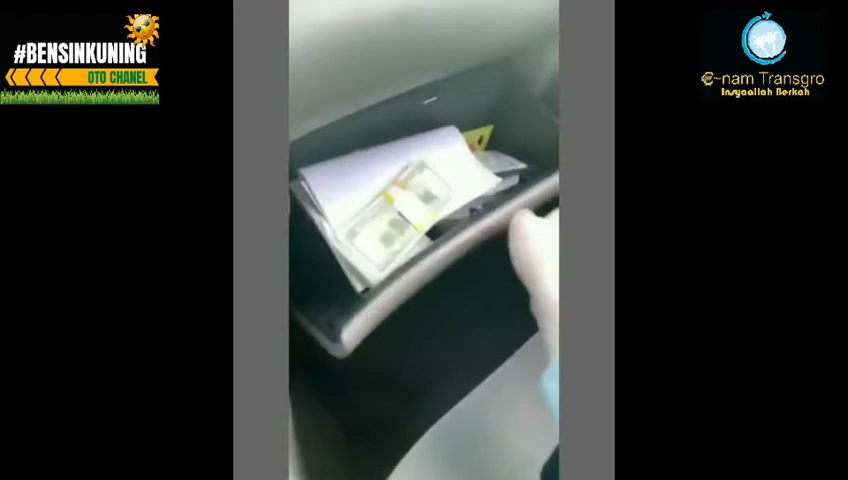 #BENSINKUNING
OTO CHANEL
e-nam Transgro
Insyaallah Berkah